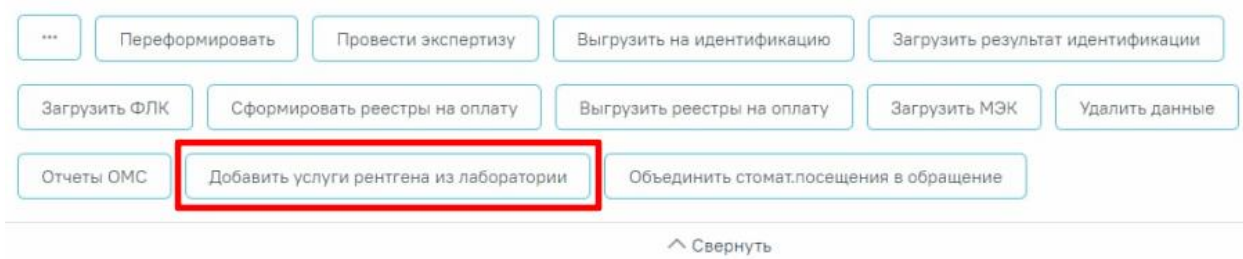 ... Переформировать Провести экспертизу Выгрузить на идентификацию Загрузить результат идентификации
Загрузить ФЛК Сформировать реестры на оплату Выгрузить реестры на оплату Загрузить МЭК Удалить данные
Отчеты ОМС Добавить услуги рентгена из лаборатории Объединить стомат.посещения в обращение
Свернуть